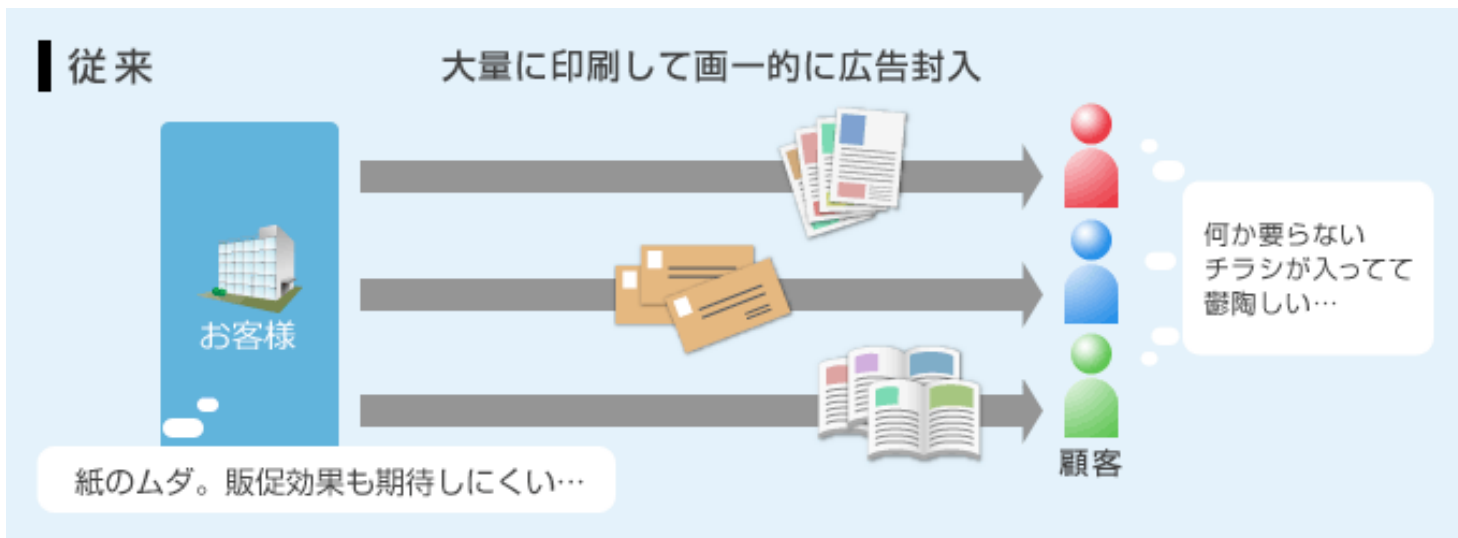 従来
大量に印刷して画一的に広告封入
お客様
何か要らない
チラシが入ってて
鬱陶しい…
顧客
紙のムダ。販促効果も期待しにくい…